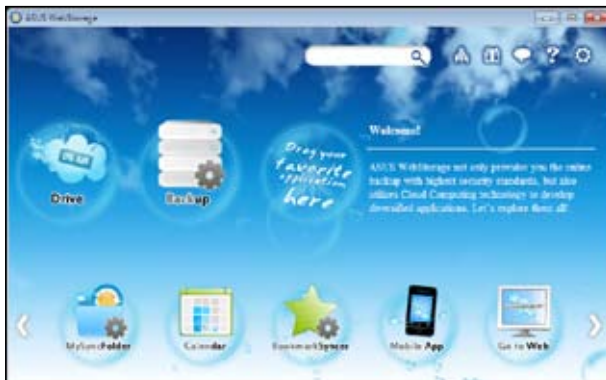 ASUS WebStorage
Welcome!
ASUS WebStorage not only provides you the online
backup with highest security standards, but also
utilizes Cloud Computing technology to develop
diversified applications. Let's explore them all!
Drag your
favorite
application
here
Drive
Backup
MySyncFolder
Calendar
BookmarkSyncer
Mobile App
Go to Web